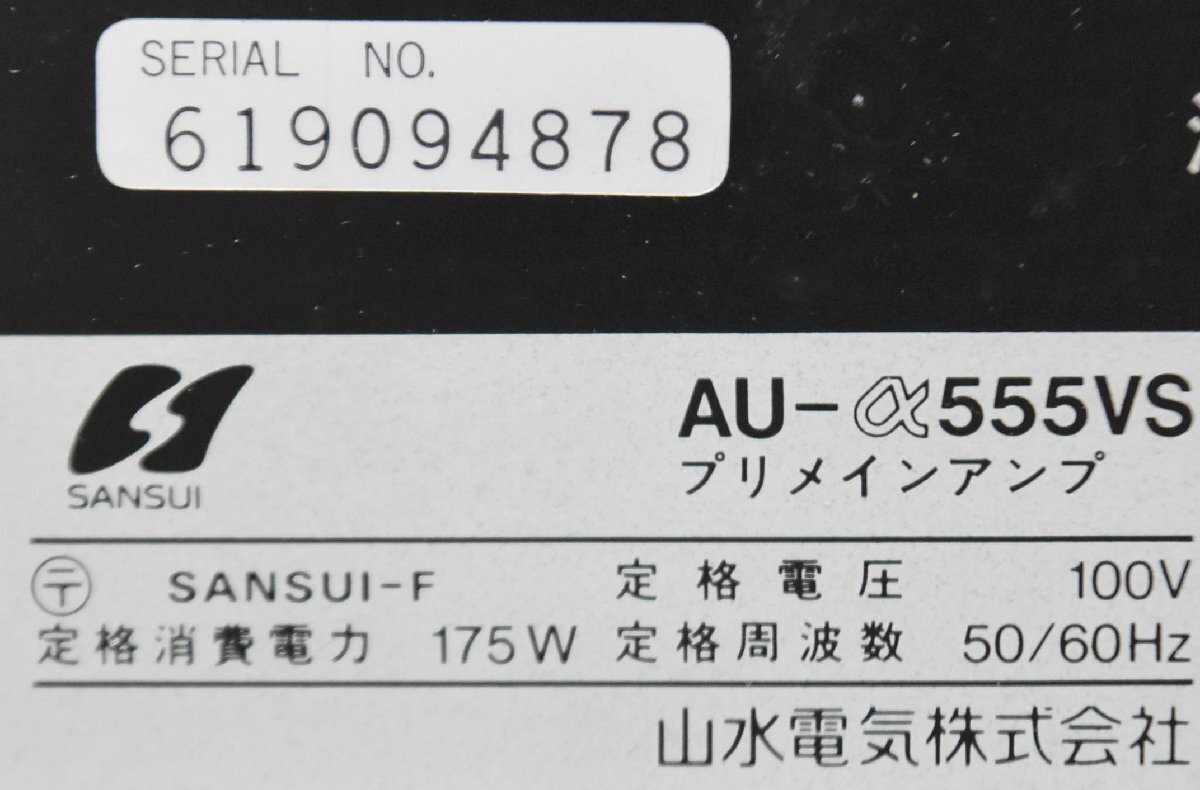 SERIAL NO.
619094878
SANSUI
AU-α555VS
プリメインアンプ
〒 SANSUI-F 定格電圧 100V
定格消費電力 175W 定格周波数 50/60Hz
山水電気株式会社